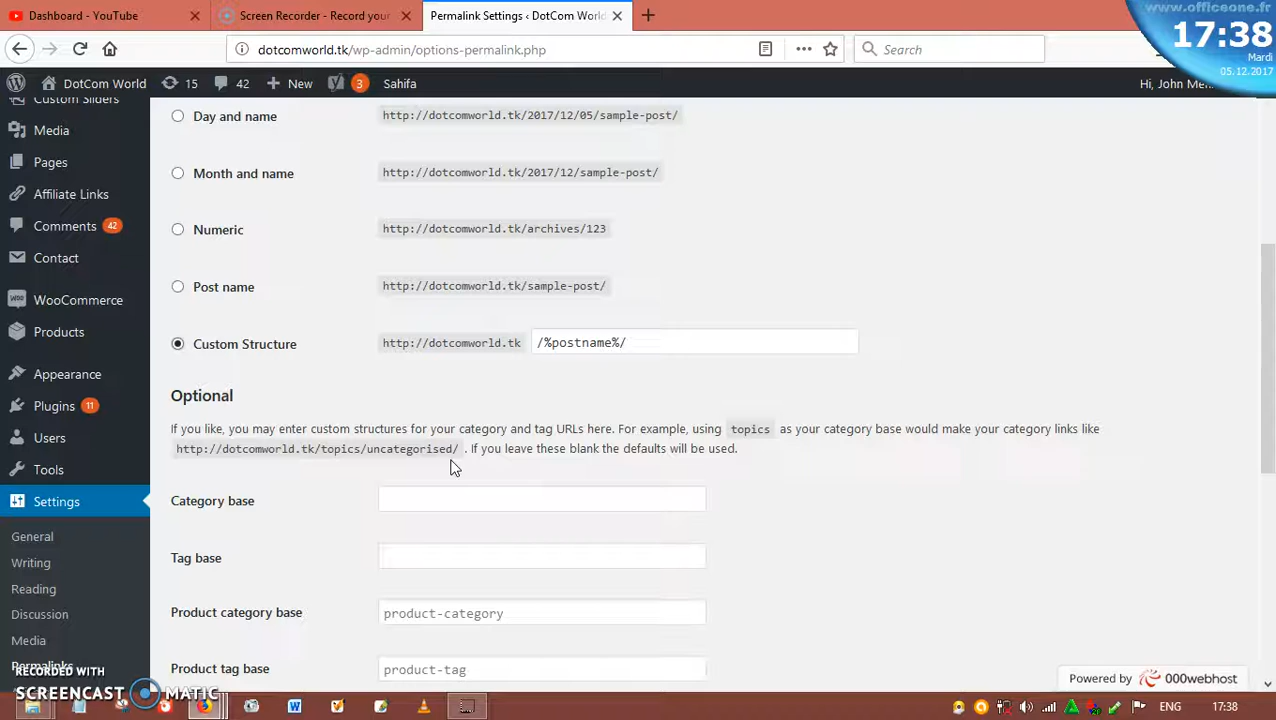 Dashboard - YouTube
Screen Recorder - Record your
Permalink Settings ‹ DotCom World
www.officeone.fr
17:38
Mardi
05.12.2017
dotcomworld.tk/wp-admin/options-permalink.php
Search
DotCom World
15
42
New
3
Sahifa
Hi, John
Custom Sliders
Media
Pages
Affiliate Links
Comments 42
Contact
WooCommerce
Products
Appearance
Plugins 11
Users
Tools
Settings
General
Writing
Reading
Discussion
Media
Permalinks
Day and name http://dotcomworld.tk/2017/12/05/sample-post/
Month and name http://dotcomworld.tk/2017/12/sample-post/
Numeric http://dotcomworld.tk/archives/123
Post name http://dotcomworld.tk/sample-post/
Custom Structure http://dotcomworld.tk /%postname%/
Optional
If you like, you may enter custom structures for your category and tag URLs here. For example, using topics as your category base would make your category links like
http://dotcomworld.tk/topics/uncategorised/ . If you leave these blank the defaults will be used.
Category base
Tag base
Product category base product-category
Product tag base product-tag
RECORDED WITH
SCREENCAST MATIC
Powered by 000webhost
ENG
17:38